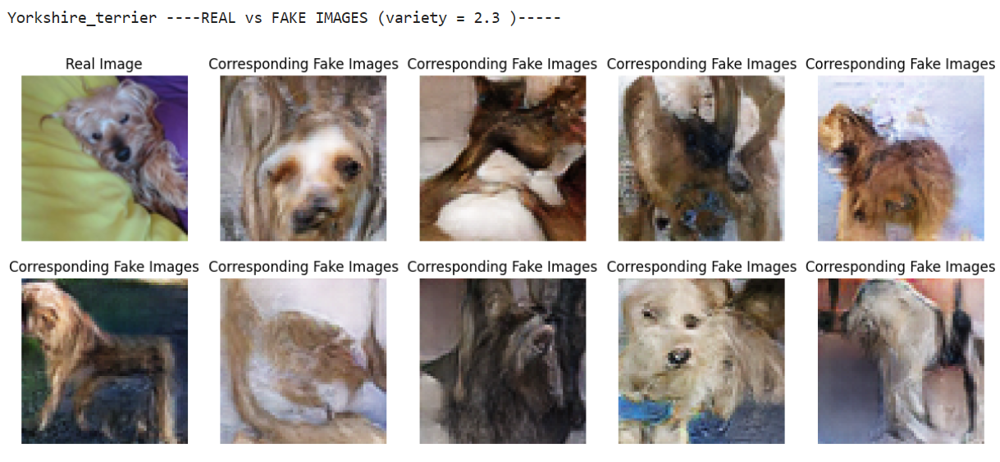 Yorkshire_terrier ----REAL vs FAKE IMAGES (variety = 2.3 )-----
Real Image
Corresponding Fake Images
Corresponding Fake Images
Corresponding Fake Images
Corresponding Fake Images
Corresponding Fake Images
Corresponding Fake Images
Corresponding Fake Images
Corresponding Fake Images
Corresponding Fake Images